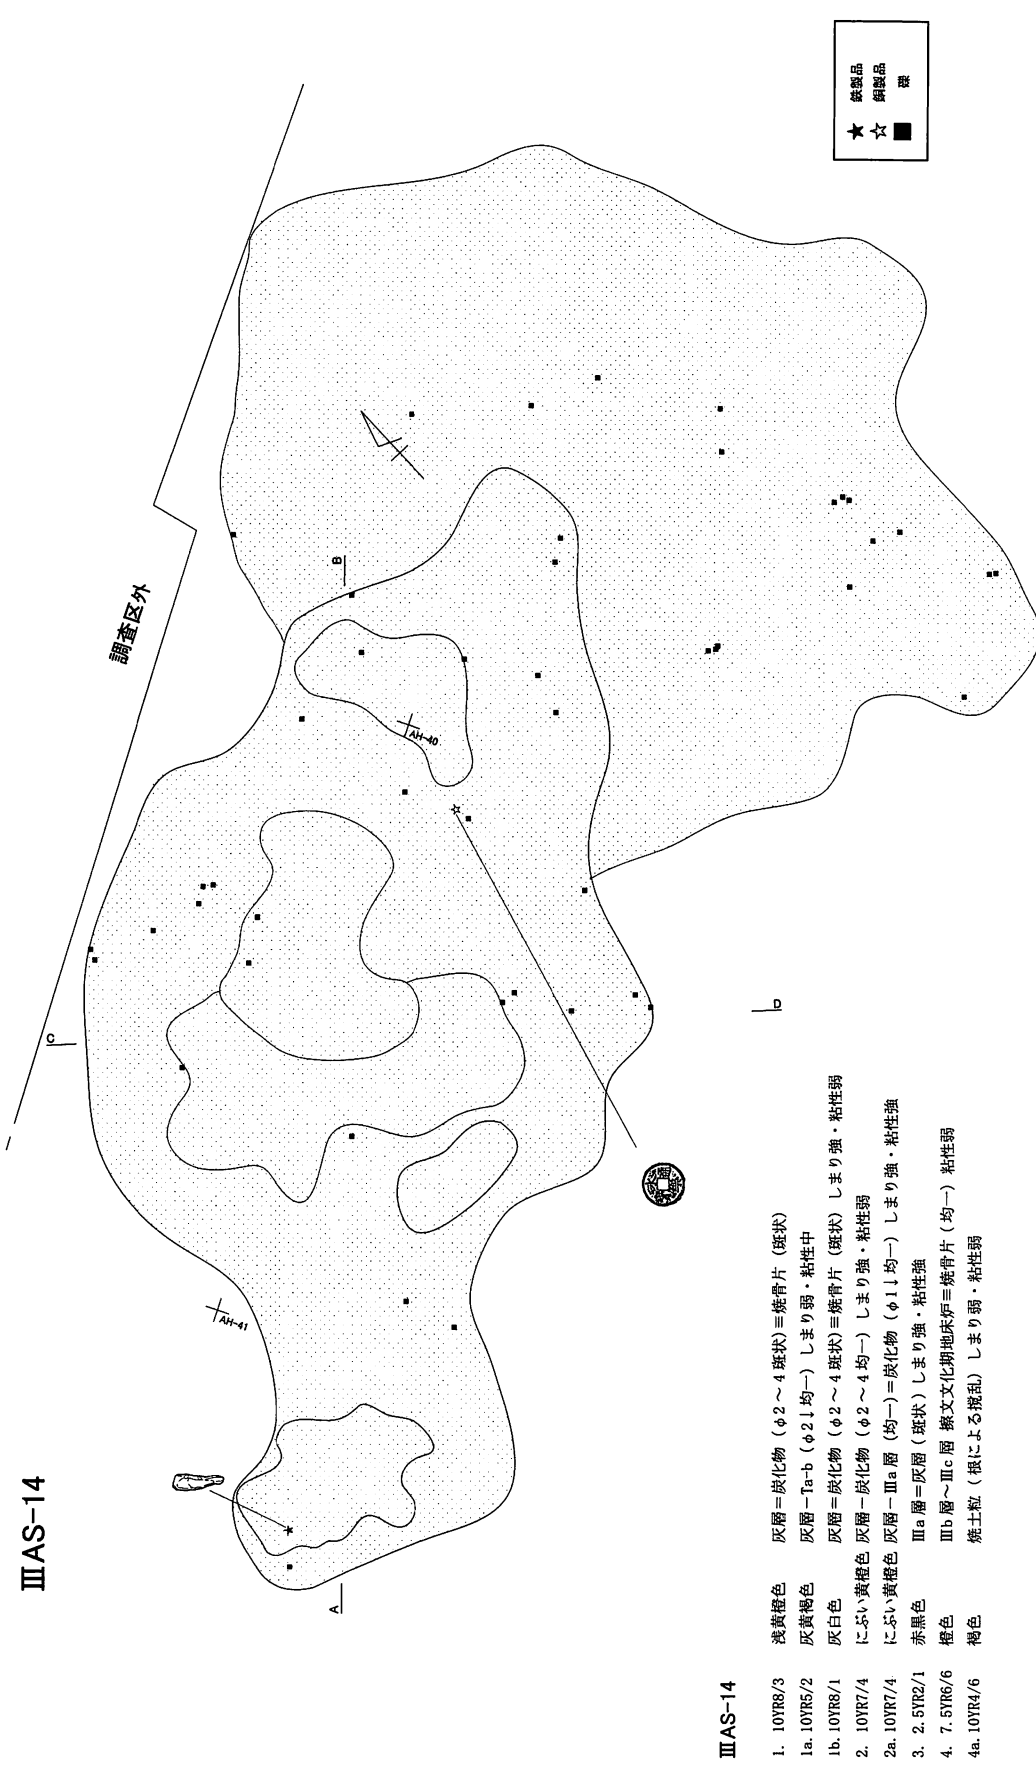 ⅢAS-14
調査区外
★ 鉄製品
☆ 銅製品
■ 礫
A
B
C
D
AH-40
AH-41
ⅢAS-14
1. 10YR8/3 浅黄橙色 灰層＝炭化物（φ2～4斑状）≡焼骨片（斑状）
1a. 10YR5/2 灰黄褐色 灰層－Ta-b（φ2↓均一）しまり弱・粘性中
1b. 10YR8/1 灰白色 灰層＝炭化物（φ2～4斑状）≡焼骨片（斑状）しまり強・粘性弱
2. 10YR7/4 にぶい黄橙色 灰層－炭化物（φ2～4均一）しまり強・粘性弱
2a. 10YR7/4 にぶい黄橙色 灰層－Ⅲa層（均一）＝炭化物（φ1↓均一）しまり強・粘性強
3. 2.5YR2/1 赤黒色 Ⅲa層＝灰層（斑状）しまり強・粘性強
4. 7.5YR6/6 橙色 Ⅲb層～Ⅲc層 擦文文化期地床炉≡焼骨片（均一）粘性弱
4a. 10YR4/6 褐色 焼土粒（根による撹乱）しまり弱・粘性弱